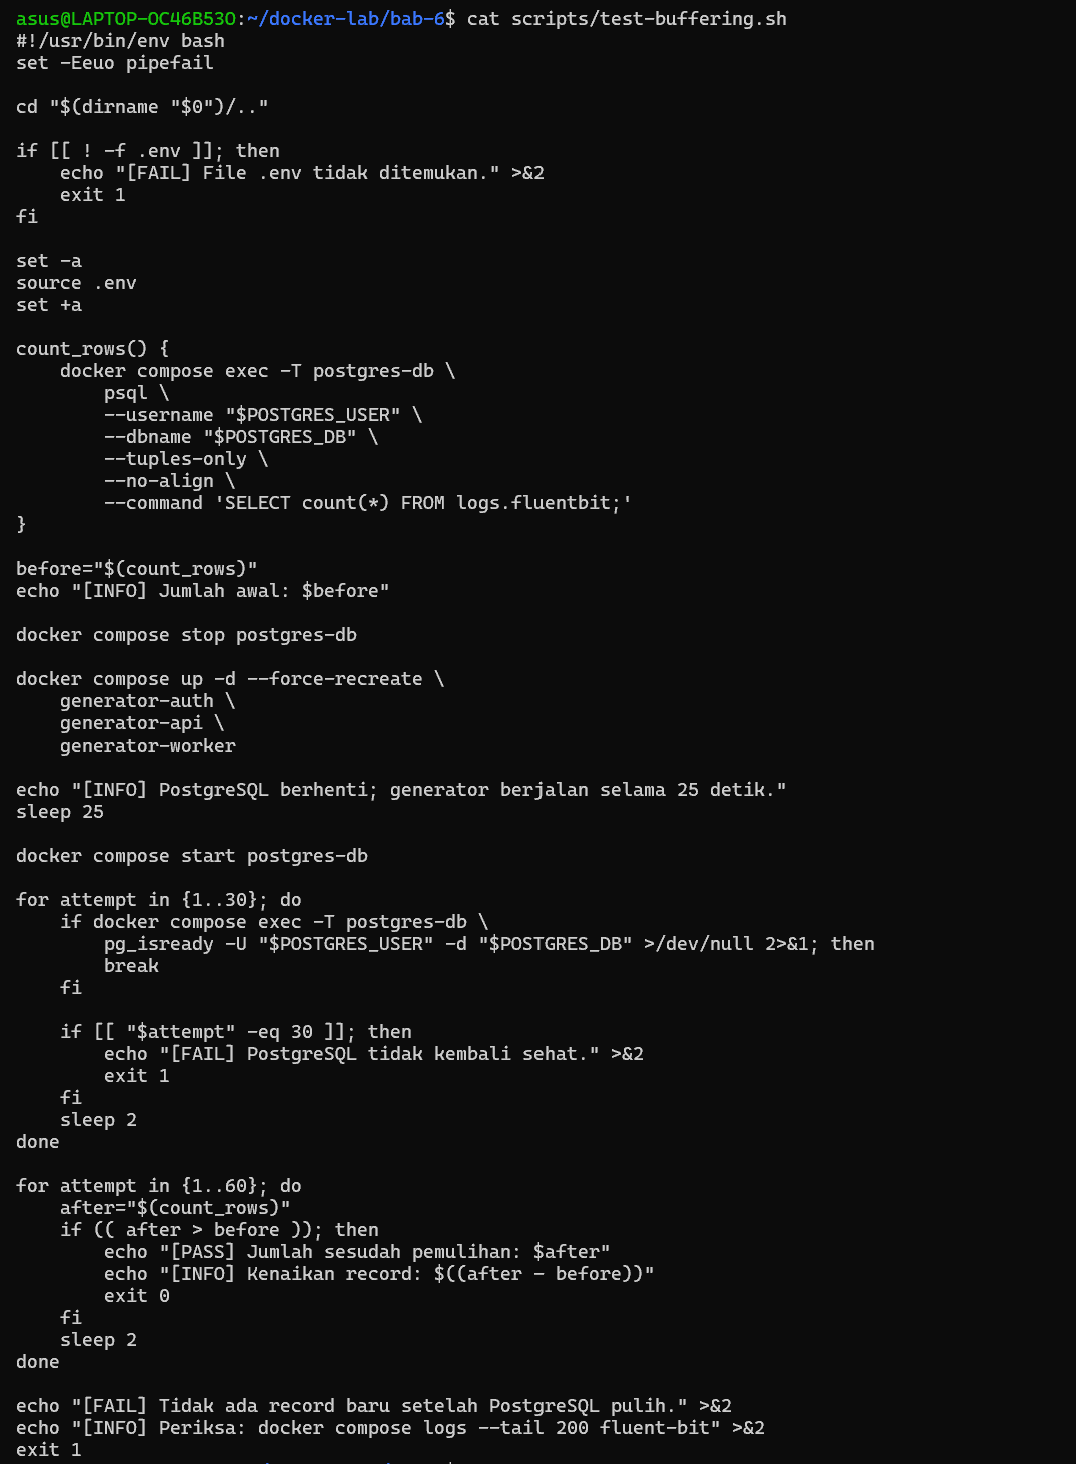 asus@LAPTOP-OC46B53O:~/docker-lab/bab-6$ cat scripts/test-buffering.sh
#!/usr/bin/env bash
set -Eeuo pipefail

cd "$(dirname "$0")/.."

if [[ ! -f .env ]]; then
    echo "[FAIL] File .env tidak ditemukan." >&2
    exit 1
fi

set -a
source .env
set +a

count_rows() {
    docker compose exec -T postgres-db \
        psql \
        --username "$POSTGRES_USER" \
        --dbname "$POSTGRES_DB" \
        --tuples-only \
        --no-align \
        --command 'SELECT count(*) FROM logs.fluentbit;'
}

before="$(count_rows)"
echo "[INFO] Jumlah awal: $before"

docker compose stop postgres-db

docker compose up -d --force-recreate \
    generator-auth \
    generator-api \
    generator-worker

echo "[INFO] PostgreSQL berhenti; generator berjalan selama 25 detik."
sleep 25

docker compose start postgres-db

for attempt in {1..30}; do
    if docker compose exec -T postgres-db \
        pg_isready -U "$POSTGRES_USER" -d "$POSTGRES_DB" >/dev/null 2>&1; then
        break
    fi

    if [[ "$attempt" -eq 30 ]]; then
        echo "[FAIL] PostgreSQL tidak kembali sehat." >&2
        exit 1
    fi
    sleep 2
done

for attempt in {1..60}; do
    after="$(count_rows)"
    if (( after > before )); then
        echo "[PASS] Jumlah sesudah pemulihan: $after"
        echo "[INFO] Kenaikan record: $((after - before))"
        exit 0
    fi
    sleep 2
done

echo "[FAIL] Tidak ada record baru setelah PostgreSQL pulih." >&2
echo "[INFO] Periksa: docker compose logs --tail 200 fluent-bit" >&2
exit 1